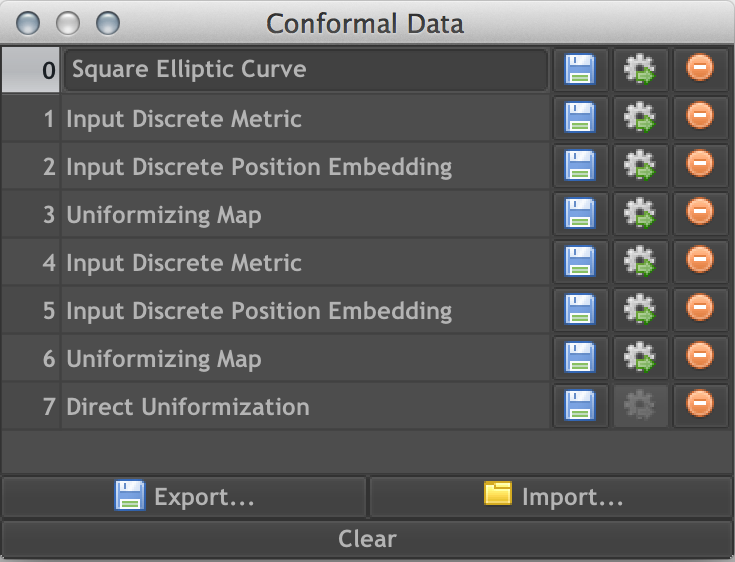 Conformal Data
0 Square Elliptic Curve
1 Input Discrete Metric
2 Input Discrete Position Embedding
3 Uniformizing Map
4 Input Discrete Metric
5 Input Discrete Position Embedding
6 Uniformizing Map
7 Direct Uniformization
Export... Import...
Clear